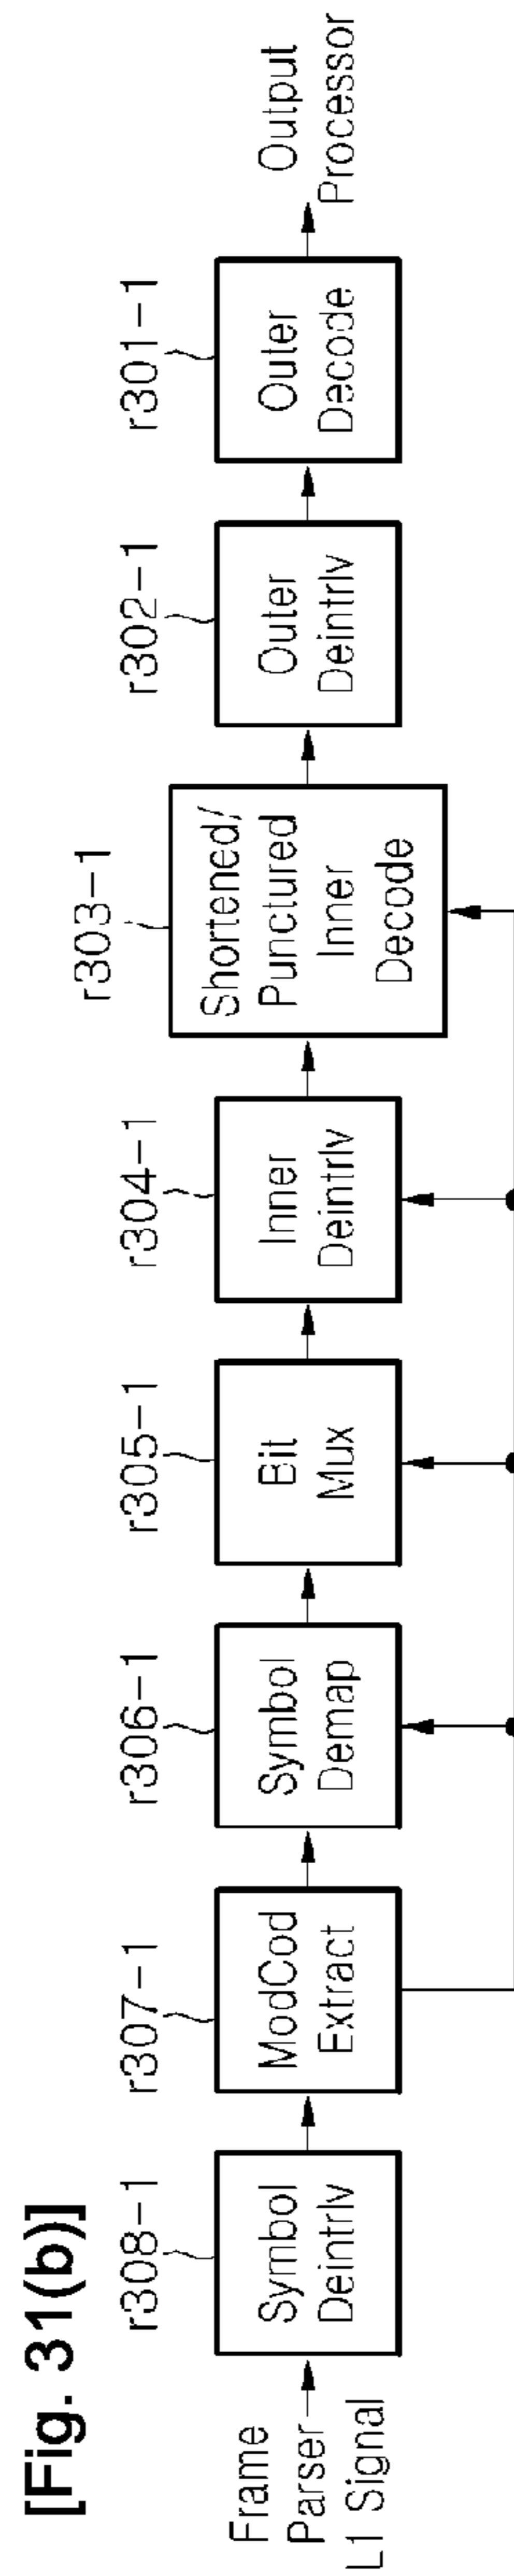 [Fig. 31(b)]
Frame
Parser
L1 Signal
r308-1
Symbol
Deintrlv
r307-1
ModCod
Extract
r306-1
Symbol
Demap
r305-1
Bit
Mux
r304-1
Inner
Deintrlv
r303-1
Shortened/
Punctured
Inner
Decode
r302-1
Outer
Deintrlv
r301-1
Outer
Decode
Output
Processor